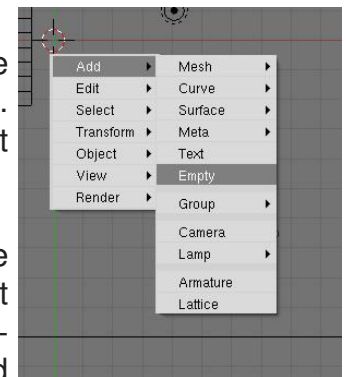 e
.
t
e
t
-
d
Add
Edit
Select
Transform
Object
View
Render
Mesh
Curve
Surface
Meta
Text
Empty
Group
Camera
Lamp
Armature
Lattice